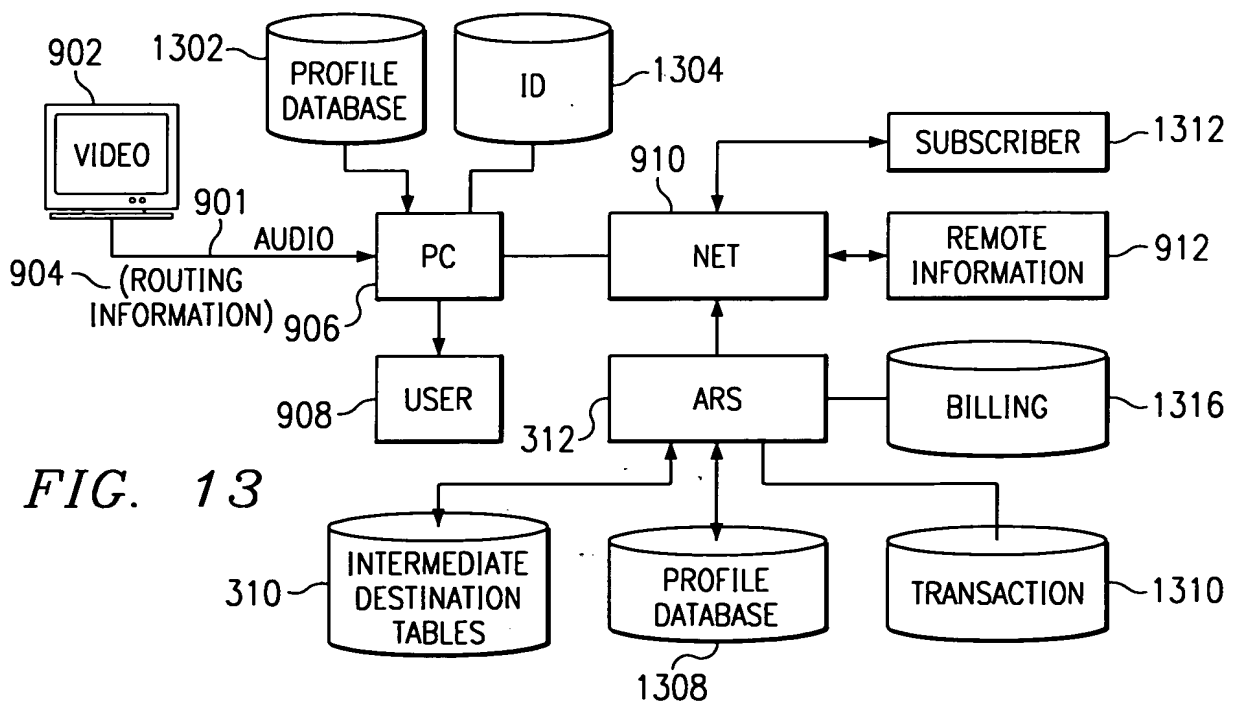 902
1302
PROFILE
DATABASE
ID
1304
VIDEO
910
SUBSCRIBER
1312
901
AUDIO
904
(ROUTING
INFORMATION)
PC
906
NET
REMOTE
INFORMATION
912
USER
908
ARS
312
BILLING
1316
FIG. 13
INTERMEDIATE
DESTINATION
TABLES
310
PROFILE
DATABASE
1308
TRANSACTION
1310